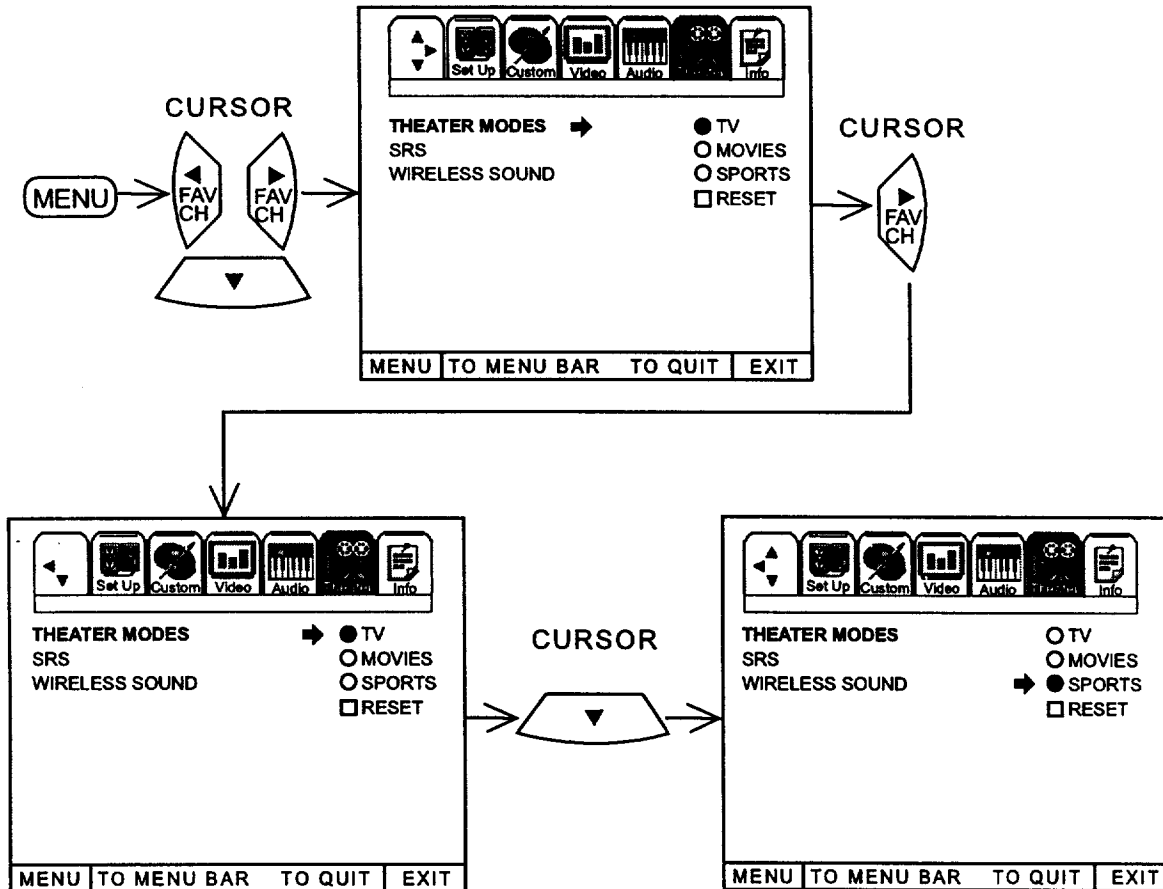 Set Up Custom Video Audio Info
CURSOR
MENU
FAV
CH
FAV
CH
THEATER MODES TV
SRS MOVIES
WIRELESS SOUND SPORTS
RESET
MENU TO MENU BAR TO QUIT EXIT
CURSOR
FAV
CH
Set Up Custom Video Audio Info
THEATER MODES TV
SRS MOVIES
WIRELESS SOUND SPORTS
RESET
MENU TO MENU BAR TO QUIT EXIT
CURSOR
Set Up Custom Video Audio Info
THEATER MODES TV
SRS MOVIES
WIRELESS SOUND SPORTS
RESET
MENU TO MENU BAR TO QUIT EXIT